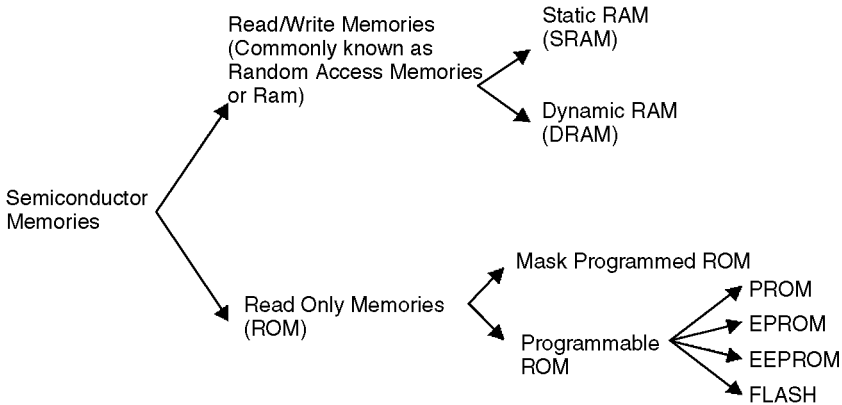 Semiconductor
Memories
Read/Write Memories
(Commonly known as
Random Access Memories
or Ram)
Static RAM
(SRAM)
Dynamic RAM
(DRAM)
Read Only Memories
(ROM)
Mask Programmed ROM
Programmable
ROM
PROM
EPROM
EEPROM
FLASH